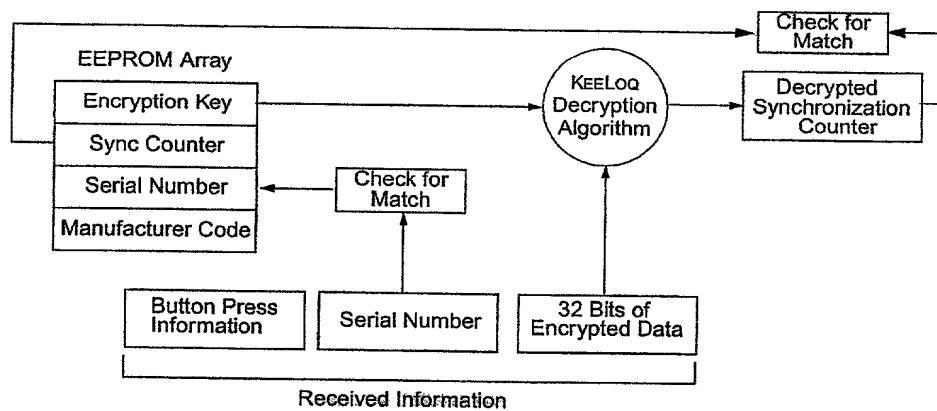 Check for
Match
EEPROM Array
Encryption Key
KEELOQ
Decryption
Algorithm
Decrypted
Synchronization
Counter
Sync Counter
Serial Number
Check for
Match
Manufacturer Code
Button Press
Information
Serial Number
32 Bits of
Encrypted Data
Received Information